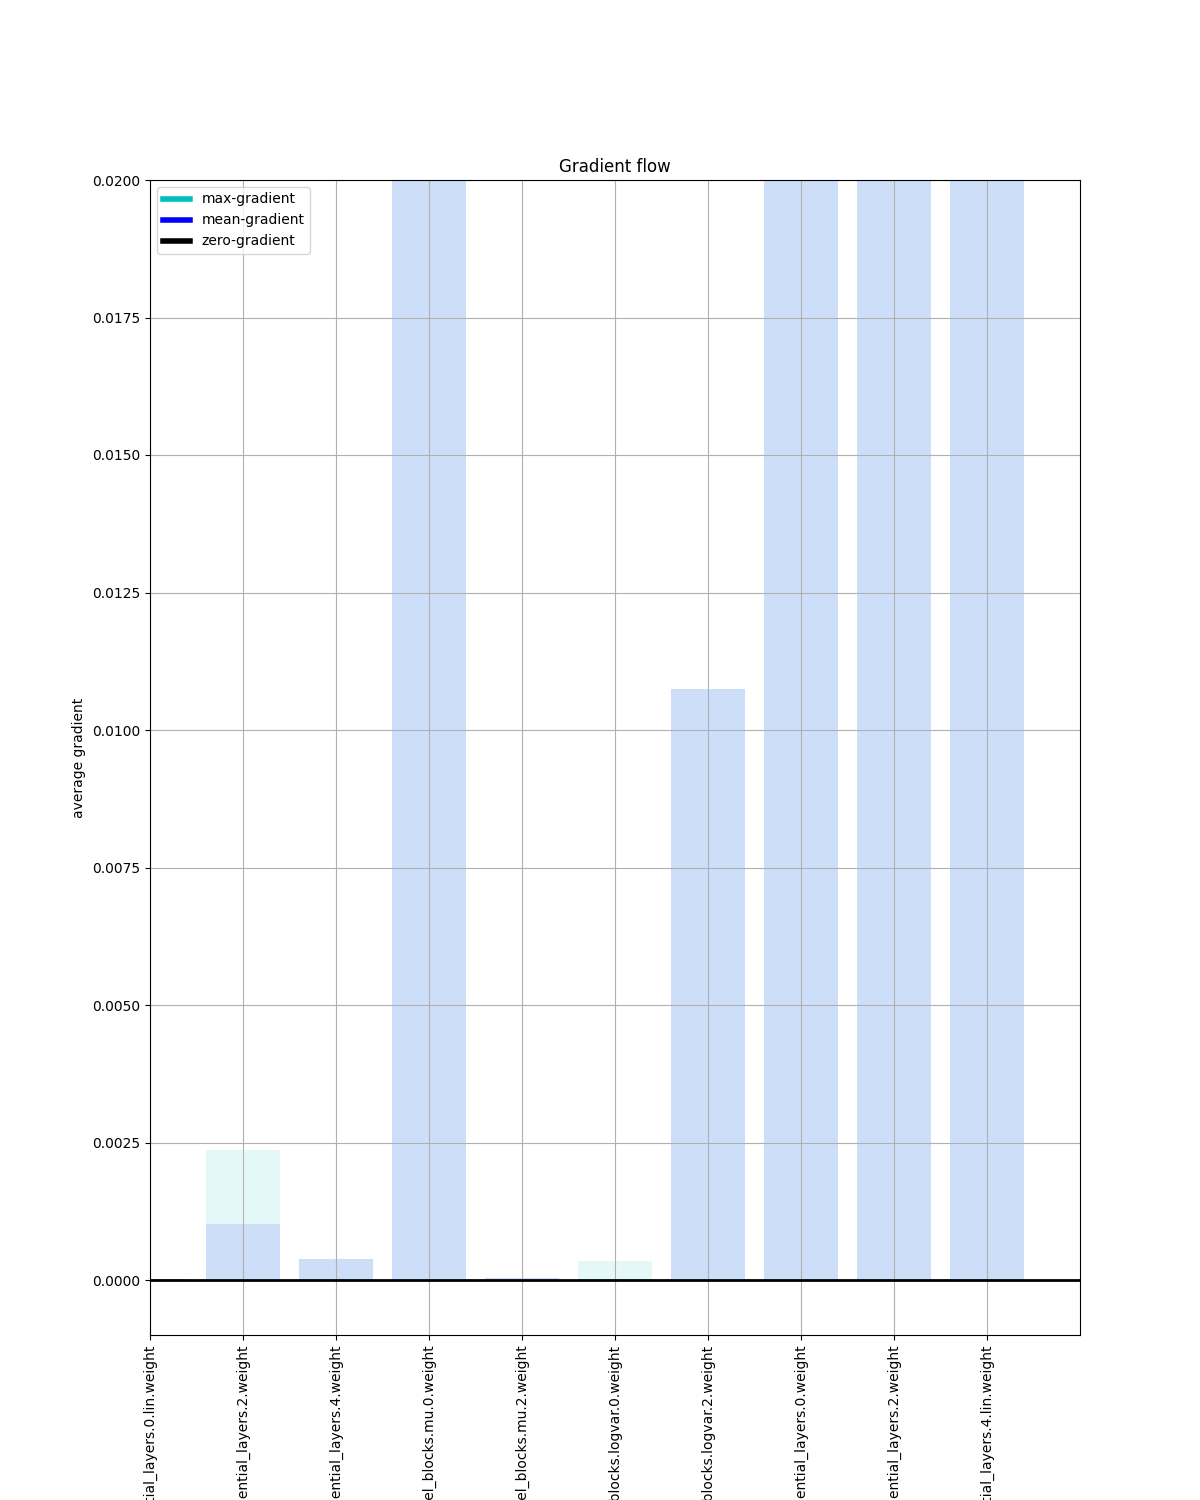 Gradient flow
max-gradient
mean-gradient
zero-gradient
0.0200
0.0175
0.0150
0.0125
0.0100
0.0075
0.0050
0.0025
0.0000
average gradient
tial_layers.0.lin.weight
ential_layers.2.weight
ential_layers.4.weight
el_blocks.mu.0.weight
el_blocks.mu.2.weight
blocks.logvar.0.weight
blocks.logvar.2.weight
ential_layers.0.weight
ential_layers.2.weight
tial_layers.4.lin.weight